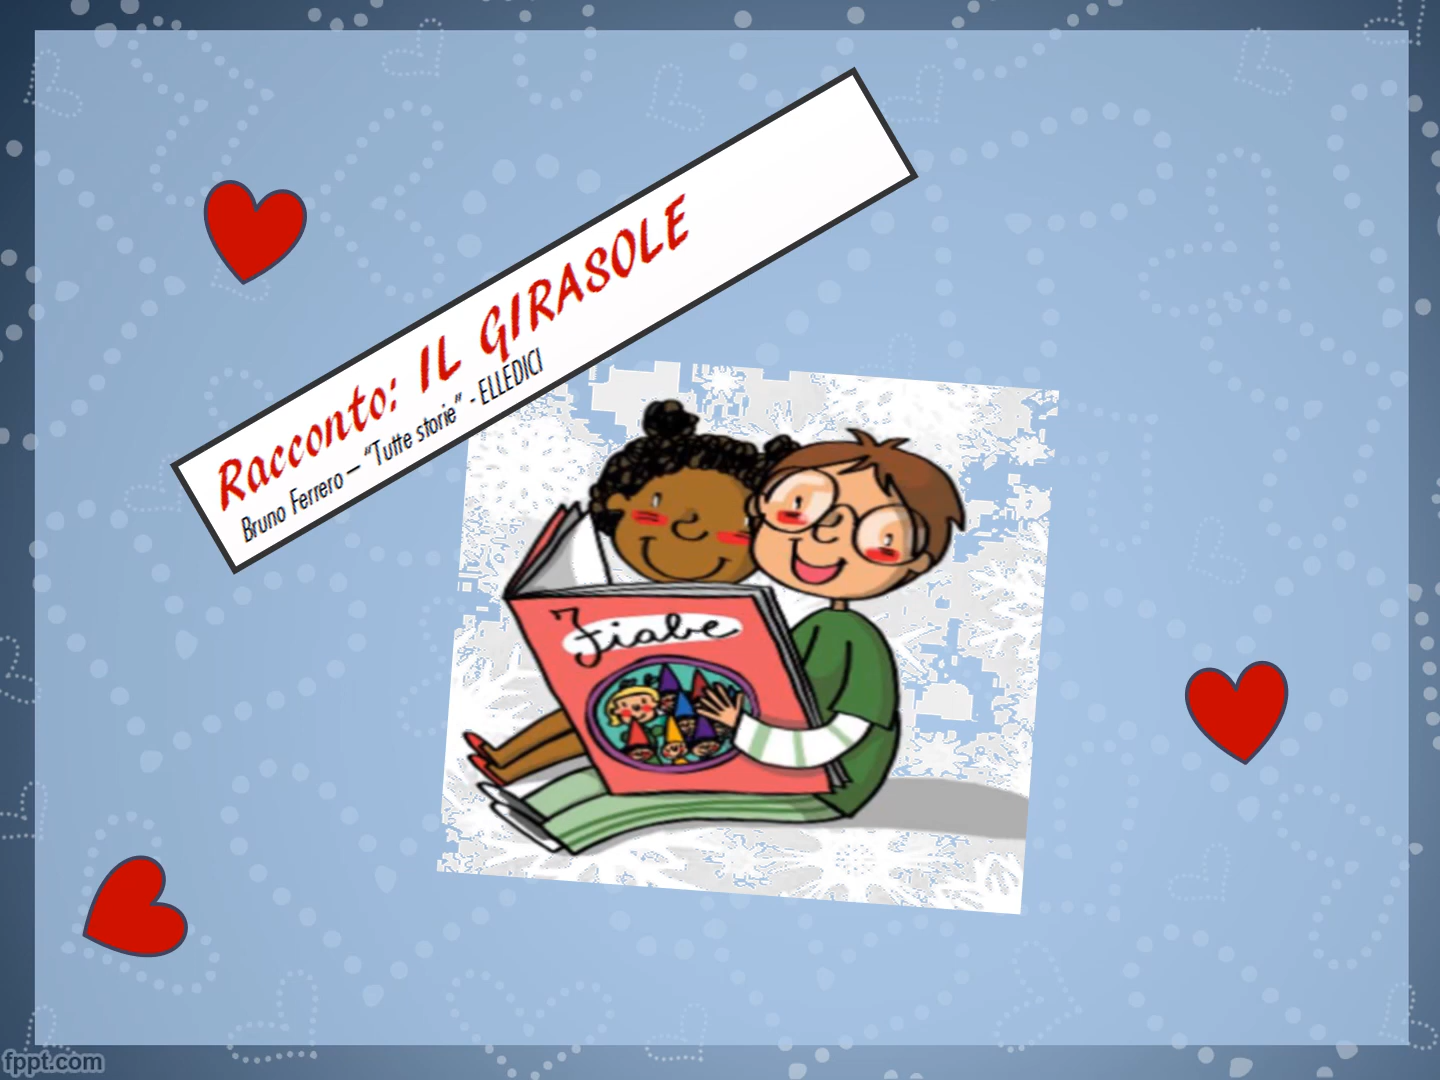 Racconto: IL GIRASOLE
Bruno Ferrero – “Tutte storie” - ELLEDICI
Fiabe
fppt.com